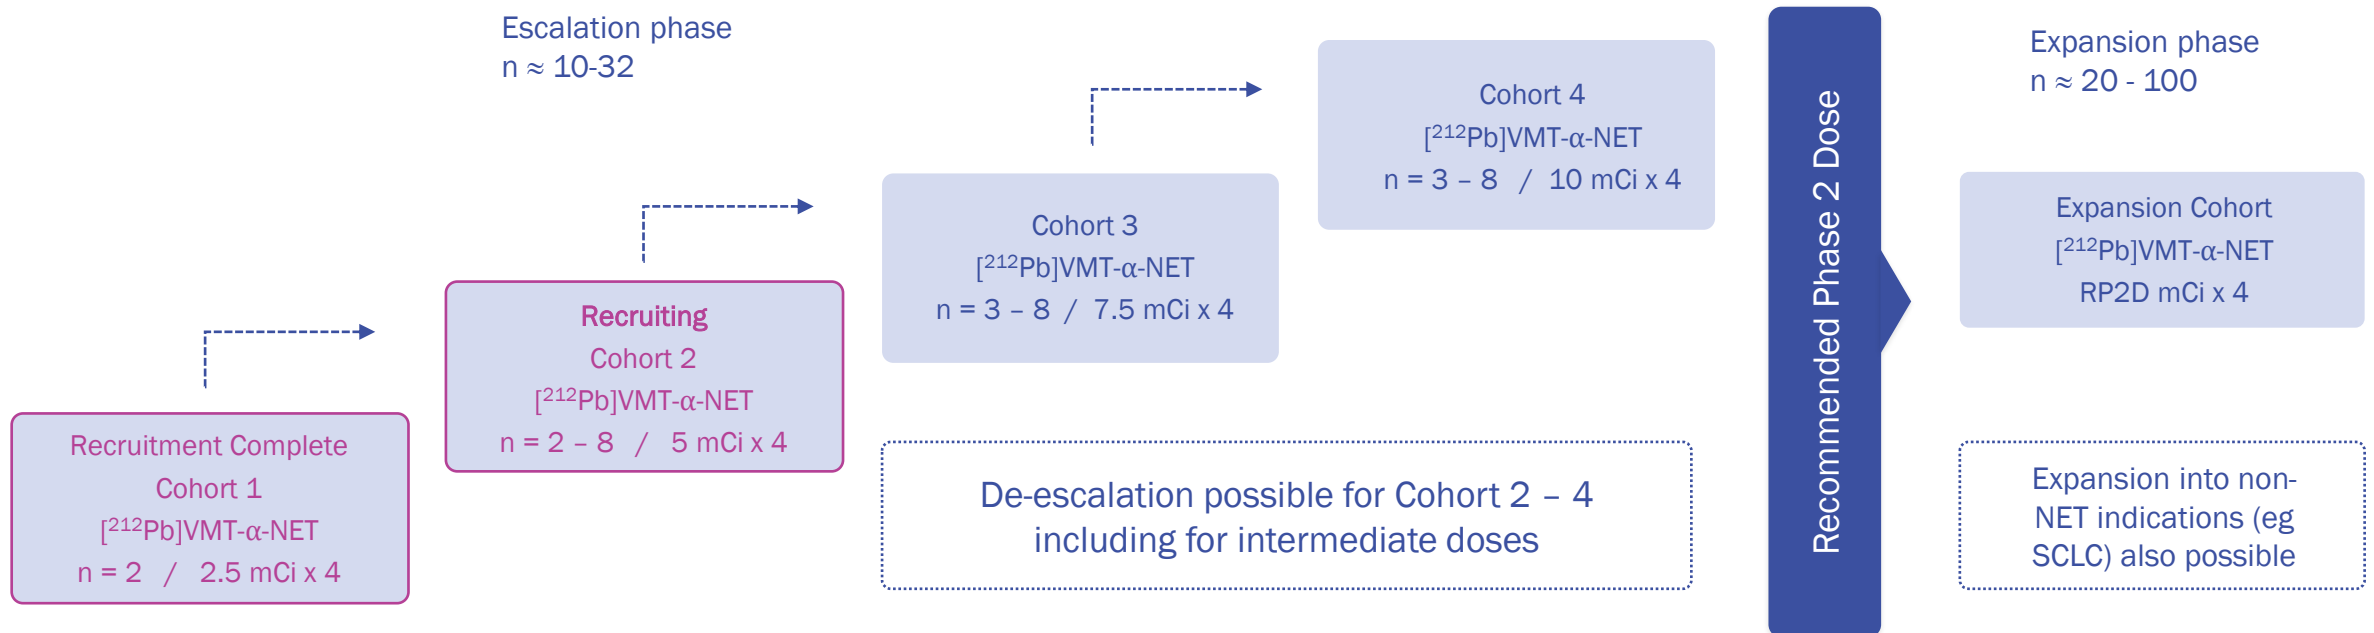 Escalation phase
n ≈ 10-32
Recruitment Complete
Cohort 1
[²¹²Pb]VMT-α-NET
n = 2 / 2.5 mCi x 4
Recruiting
Cohort 2
[²¹²Pb]VMT-α-NET
n = 2 – 8 / 5 mCi x 4
Cohort 3
[²¹²Pb]VMT-α-NET
n = 3 – 8 / 7.5 mCi x 4
Cohort 4
[²¹²Pb]VMT-α-NET
n = 3 – 8 / 10 mCi x 4
De-escalation possible for Cohort 2 – 4
including for intermediate doses
Recommended Phase 2 Dose
Expansion phase
n ≈ 20 - 100
Expansion Cohort
[²¹²Pb]VMT-α-NET
RP2D mCi x 4
Expansion into non-
NET indications (eg
SCLC) also possible